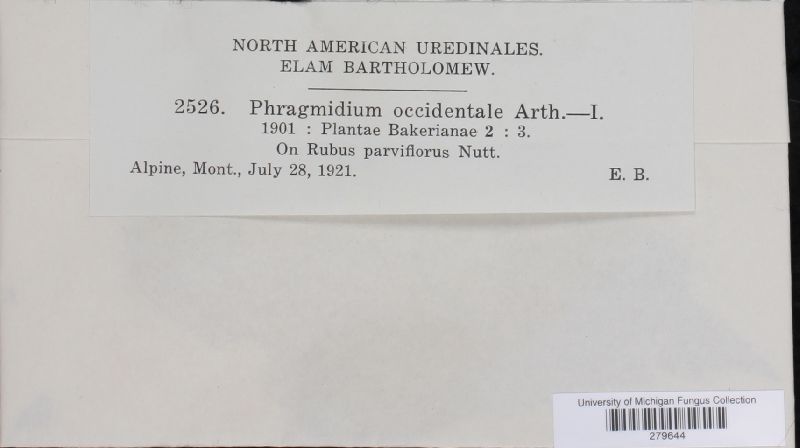 NORTH AMERICAN UREDINALES.
ELAM BARTHOLOMEW.
2526. Phragmidium occidentale Arth.—I.
1901 : Plantae Bakerianae 2 : 3.
On Rubus parviflorus Nutt.
Alpine, Mont., July 28, 1921. E. B.
University of Michigan Fungus Collection
279644